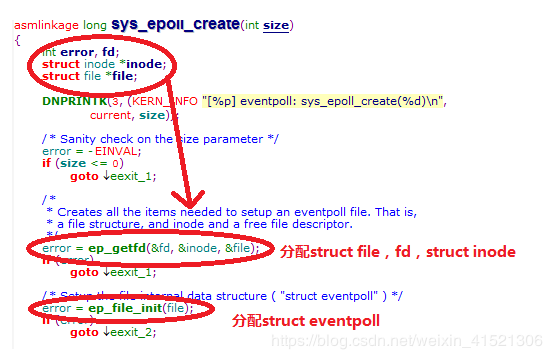 asmlinkage long sys_epoll_create(int size)
{
int error, fd;
struct inode *inode;
struct file *file;
DNPRINTK(3, (KERN_INFO "[%p] eventpoll: sys_epoll_create(%d)\n",
current, size));
/* Sanity check on the size parameter */
error = -EINVAL;
if (size <= 0)
goto ↓eexit_1;
/*
* Creates all the items needed to setup an eventpoll file. That is,
* a file structure, and inode and a free file descriptor.
*/
error = ep_getfd(&fd, &inode, &file);
分配struct file，fd，struct inode
if (error)
goto ↓eexit_1;
/* Setup the file internal data structure ( "struct eventpoll" ) */
error = ep_file_init(file);
分配struct eventpoll
if (error)
goto ↓eexit_2;
https://blog.csdn.net/weixin_41521306